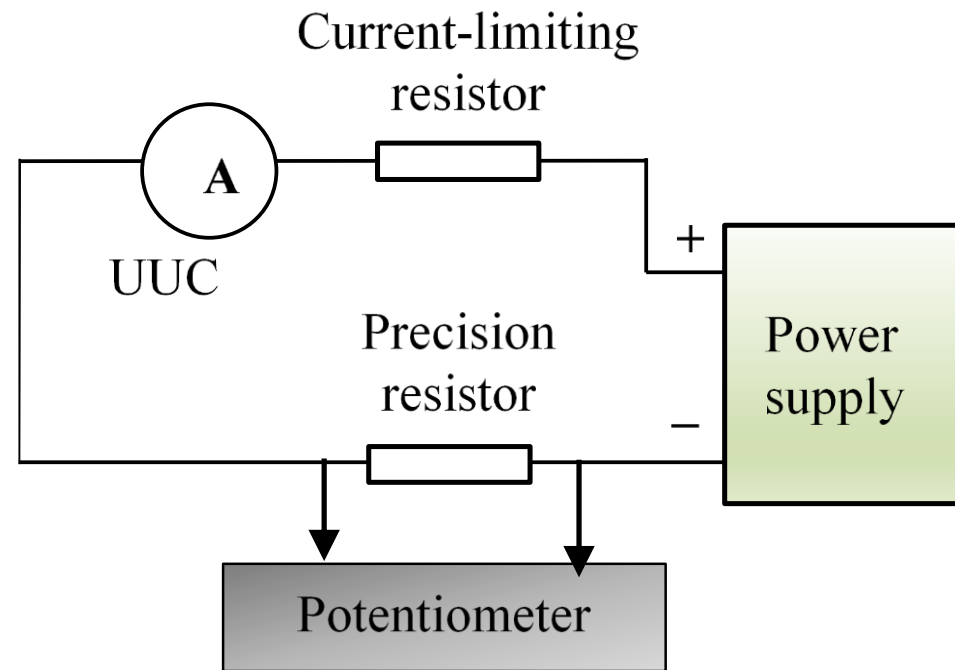 Current-limiting
resistor
A
UUC
+
Precision
resistor
Power
supply
−
Potentiometer